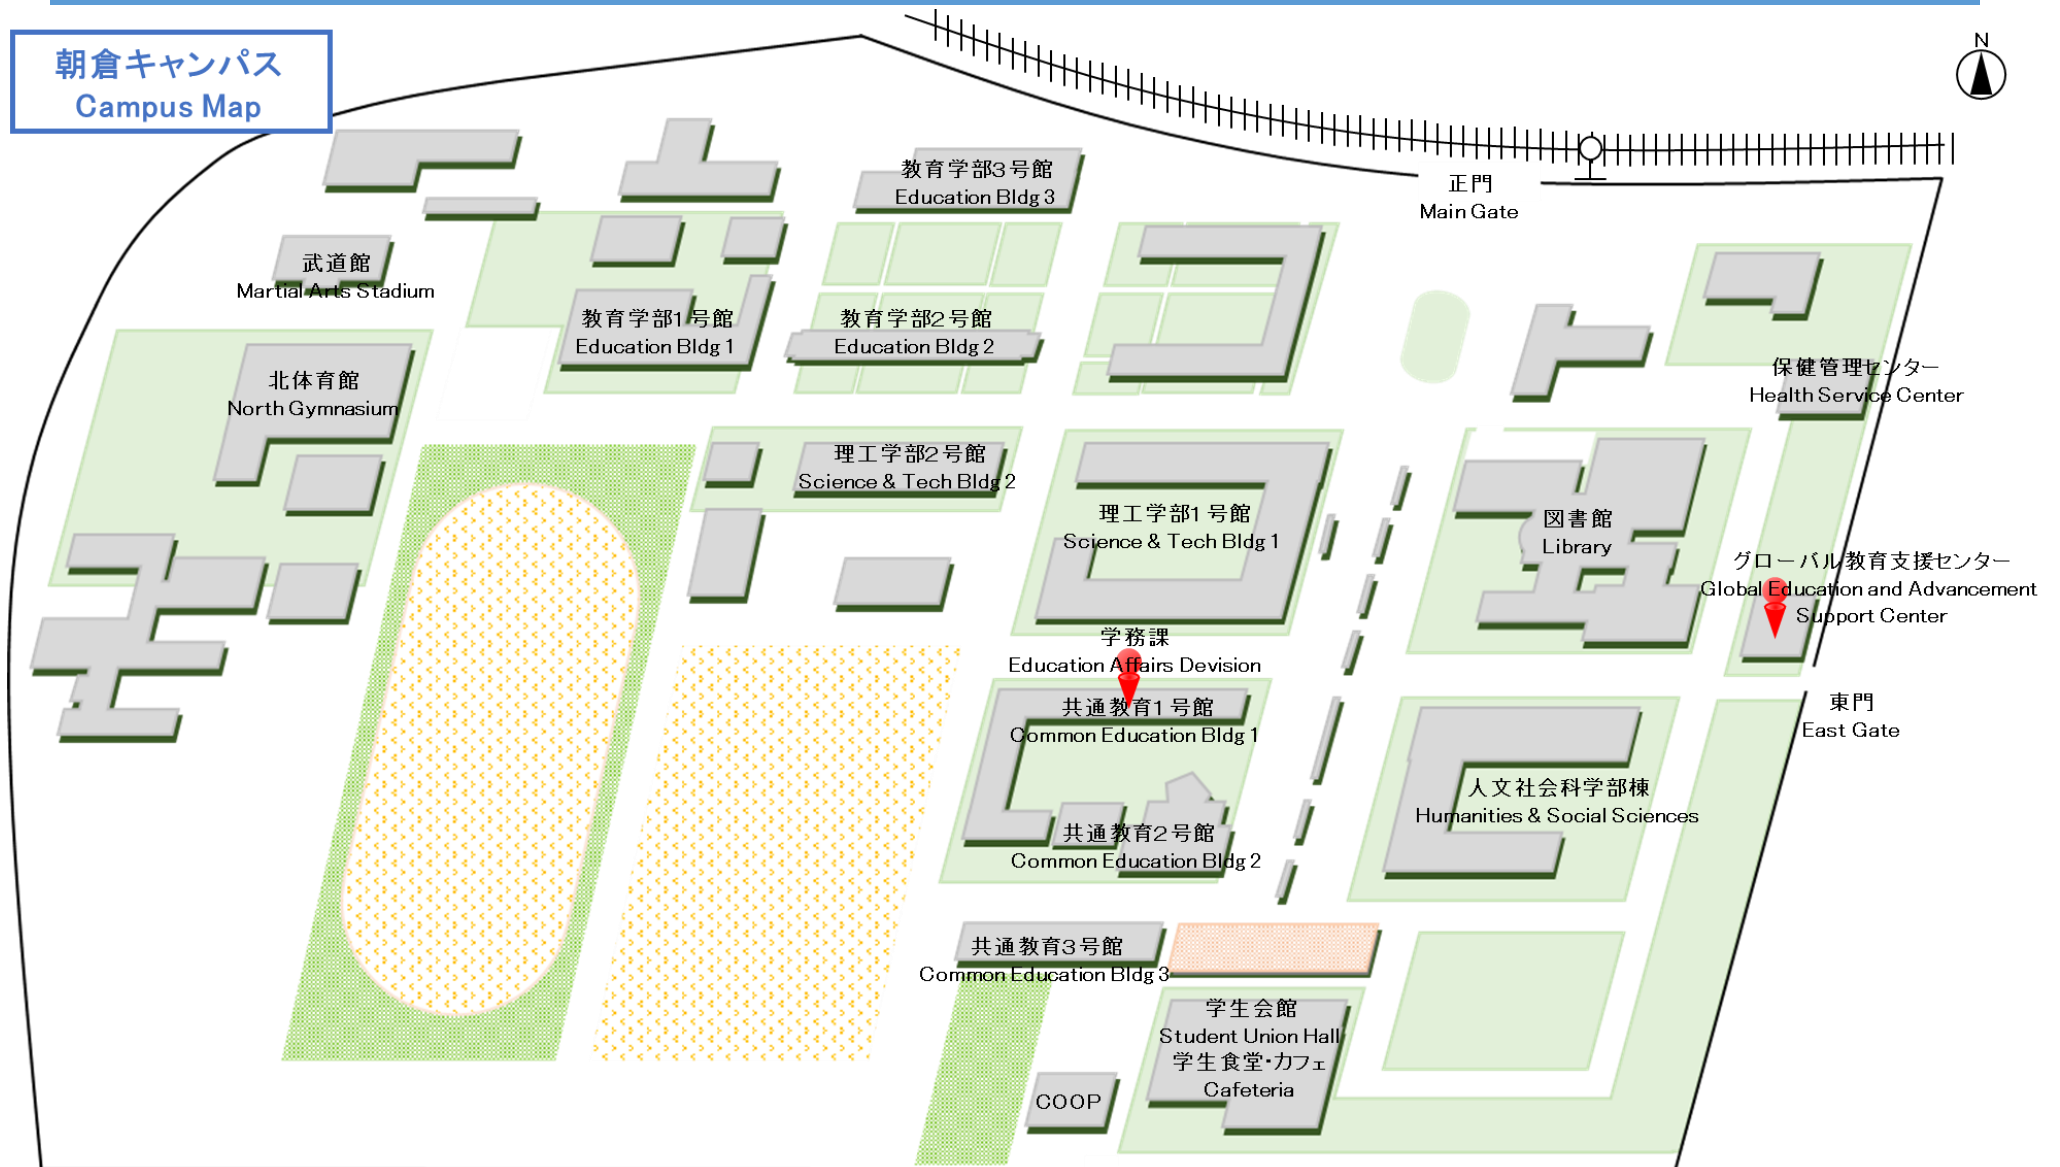 朝倉キャンパス
Campus Map
N
教育学部3号館
Education Bldg 3
正門
Main Gate
武道館
Martial Arts Stadium
教育学部1号館
Education Bldg 1
教育学部2号館
Education Bldg 2
北体育館
North Gymnasium
保健管理センター
Health Service Center
理工学部2号館
Science & Tech Bldg 2
理工学部1号館
Science & Tech Bldg 1
図書館
Library
グローバル教育支援センター
Global Education and Advancement
Support Center
学務課
Education Affairs Devision
共通教育1号館
Common Education Bldg 1
東門
East Gate
人文社会科学部棟
Humanities & Social Sciences
共通教育2号館
Common Education Bldg 2
共通教育3号館
Common Education Bldg 3
学生会館
Student Union Hall
学生食堂・カフェ
Cafeteria
COOP